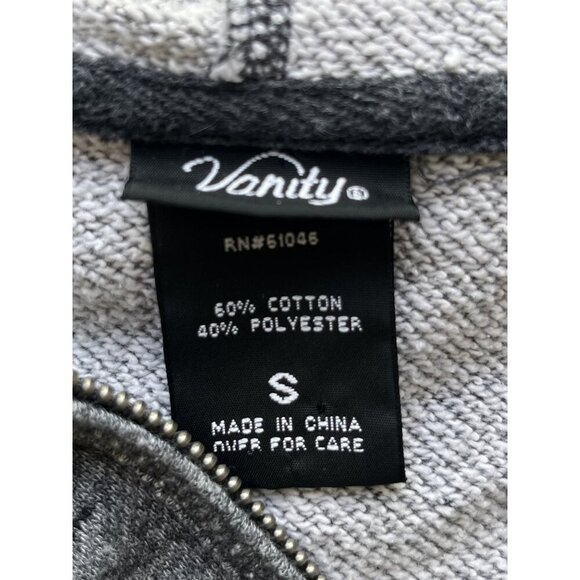 Vanity®
RN#61046
60% COTTON
40% POLYESTER
S
MADE IN CHINA
OVER FOR CARE